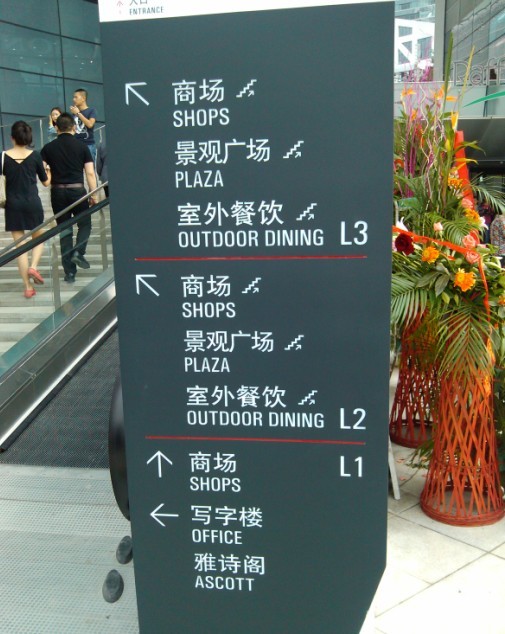 入口
ENTRANCE
商场
SHOPS
景观广场
PLAZA
室外餐饮
OUTDOOR DINING L3
商场
SHOPS
景观广场
PLAZA
室外餐饮
OUTDOOR DINING L2
商场 L1
SHOPS
写字楼
OFFICE
雅诗阁
ASCOTT